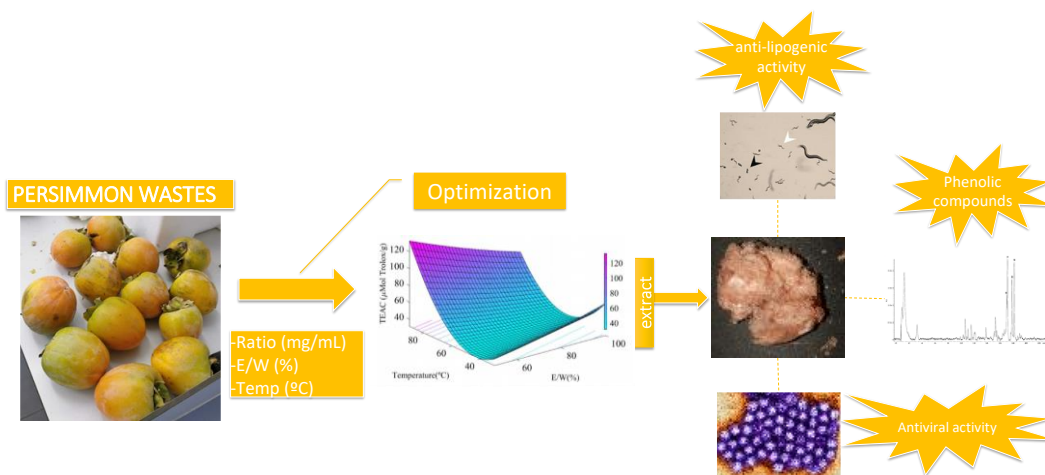 anti-lipogenic
activity
PERSIMMON WASTES
Optimization
Phenolic
compounds
-Ratio (mg/mL)
-E/W (%)
-Temp (ºC)
TEAC (μMol Trolox/g)
120
100
80
60
40
80
60
40
Temperature(°C)
60
80
100
E/W(%)
120
100
80
60
40
extract
Antiviral activity